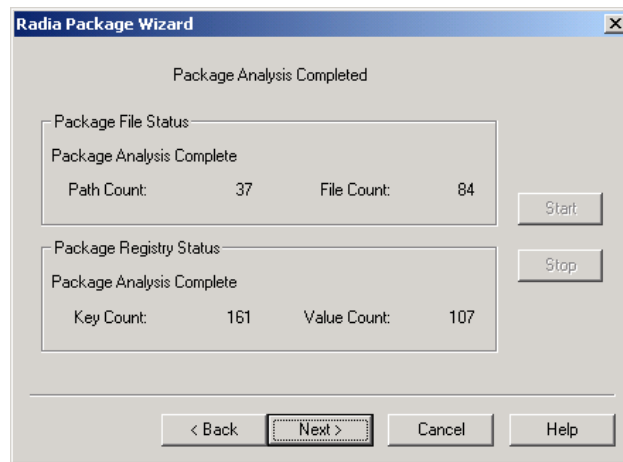 Radia Package Wizard
Package Analysis Completed
Package File Status
Package Analysis Complete
Path Count: 37 File Count: 84
Start
Package Registry Status
Stop
Package Analysis Complete
Key Count: 161 Value Count: 107
< Back Next > Cancel Help